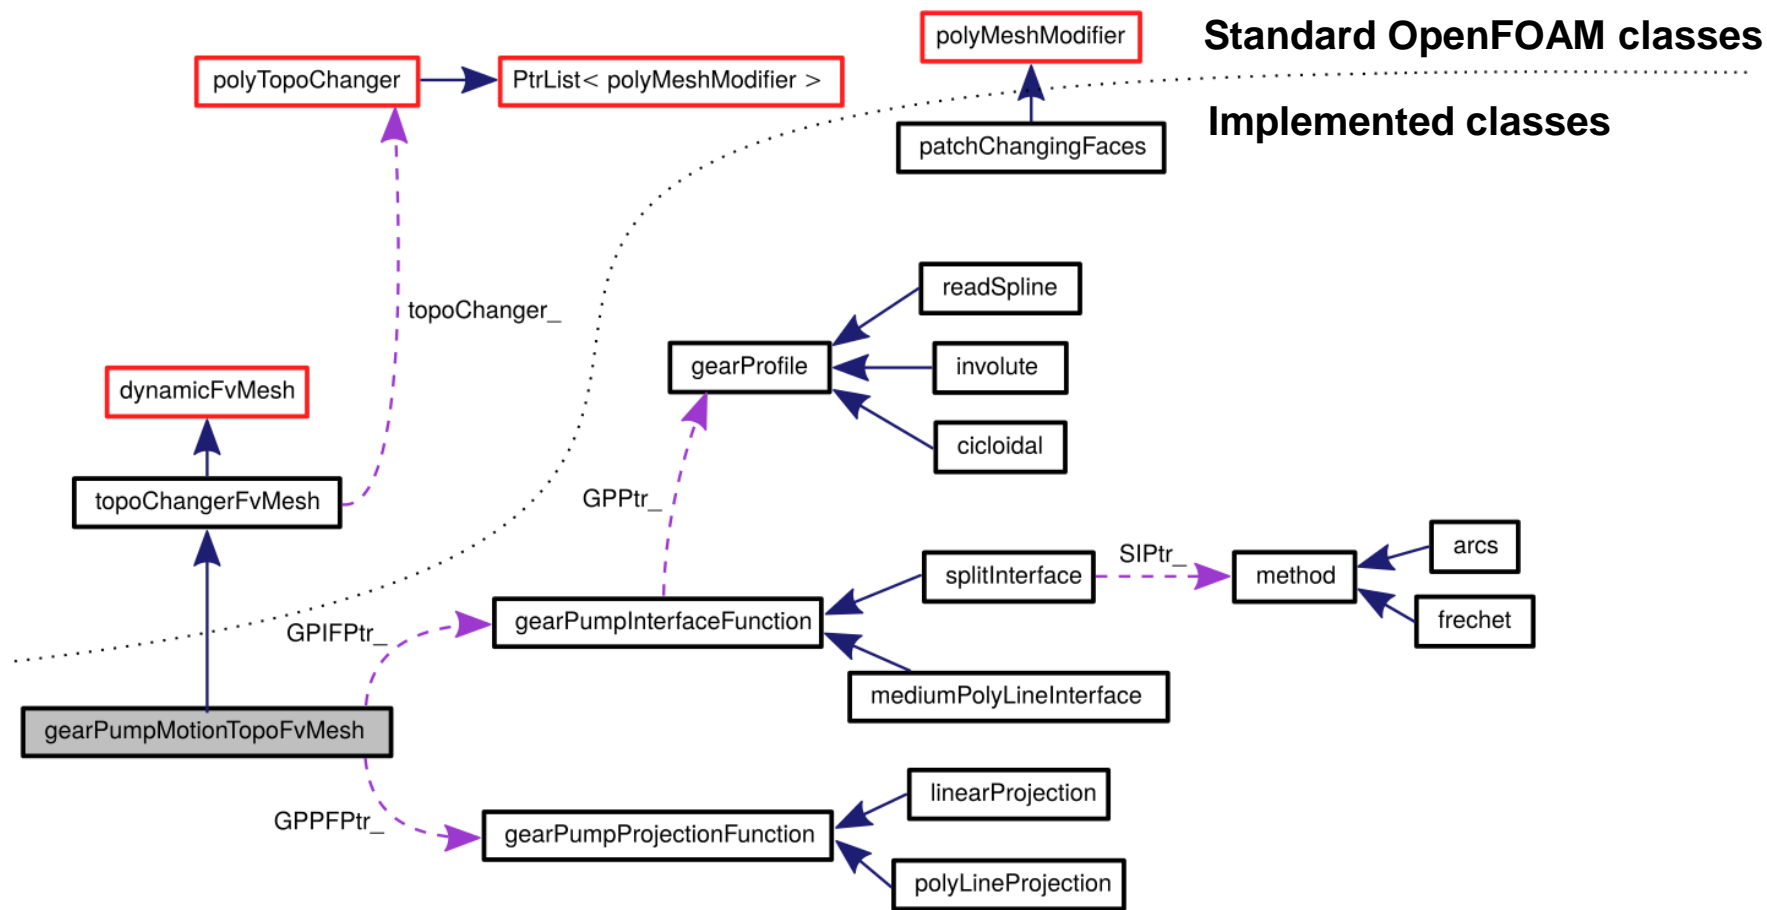 polyMeshModifier
Standard OpenFOAM classes
polyTopoChanger
PtrList< polyMeshModifier >
Implemented classes
patchChangingFaces
readSpline
topoChanger_
gearProfile
involute
dynamicFvMesh
cicloidal
topoChangerFvMesh
GPPtr_
arcs
SIPtr_
splitInterface
method
gearPumpInterfaceFunction
frechet
GPIFPtr_
mediumPolyLineInterface
gearPumpMotionTopoFvMesh
linearProjection
GPPFPtr_
gearPumpProjectionFunction
polyLineProjection